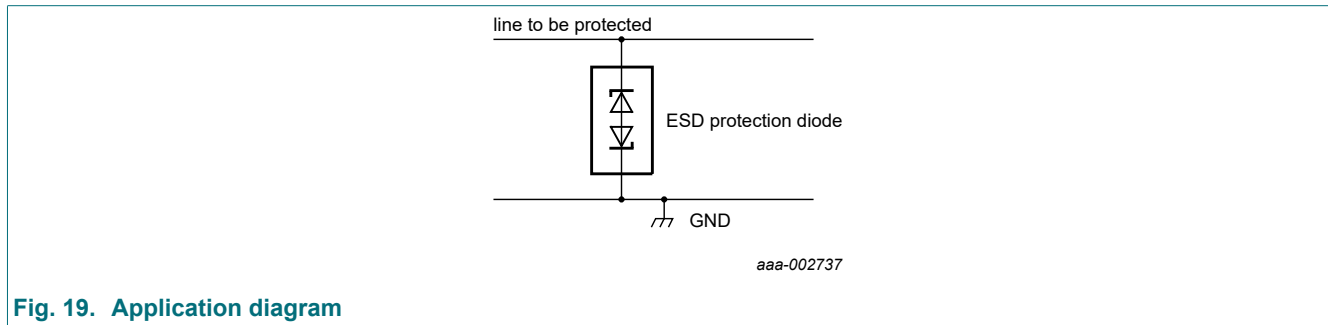 line to be protected
ESD protection diode
GND
aaa-002737
Fig. 19. Application diagram